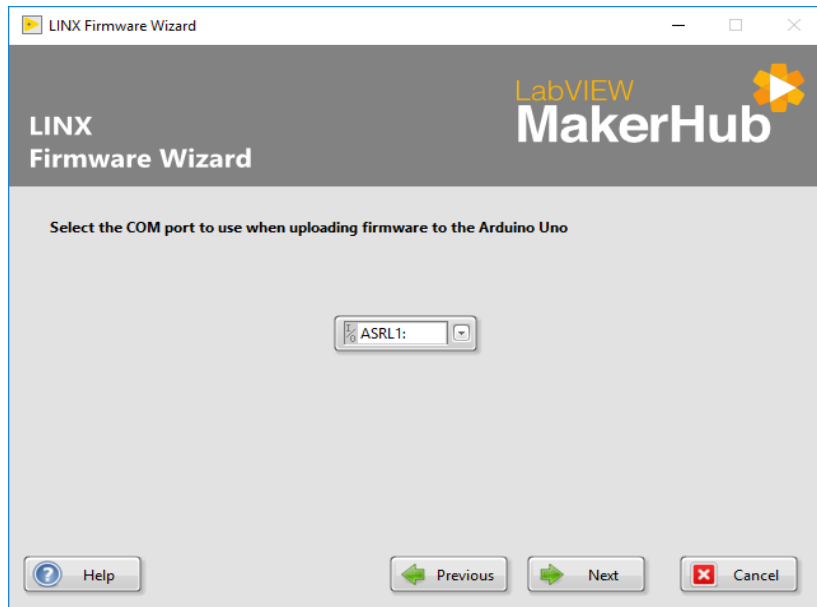 LINX Firmware Wizard
LabVIEW
MakerHub
LINX
Firmware Wizard
Select the COM port to use when uploading firmware to the Arduino Uno
I/O ASRL1:
? Help
Previous
Next
Cancel